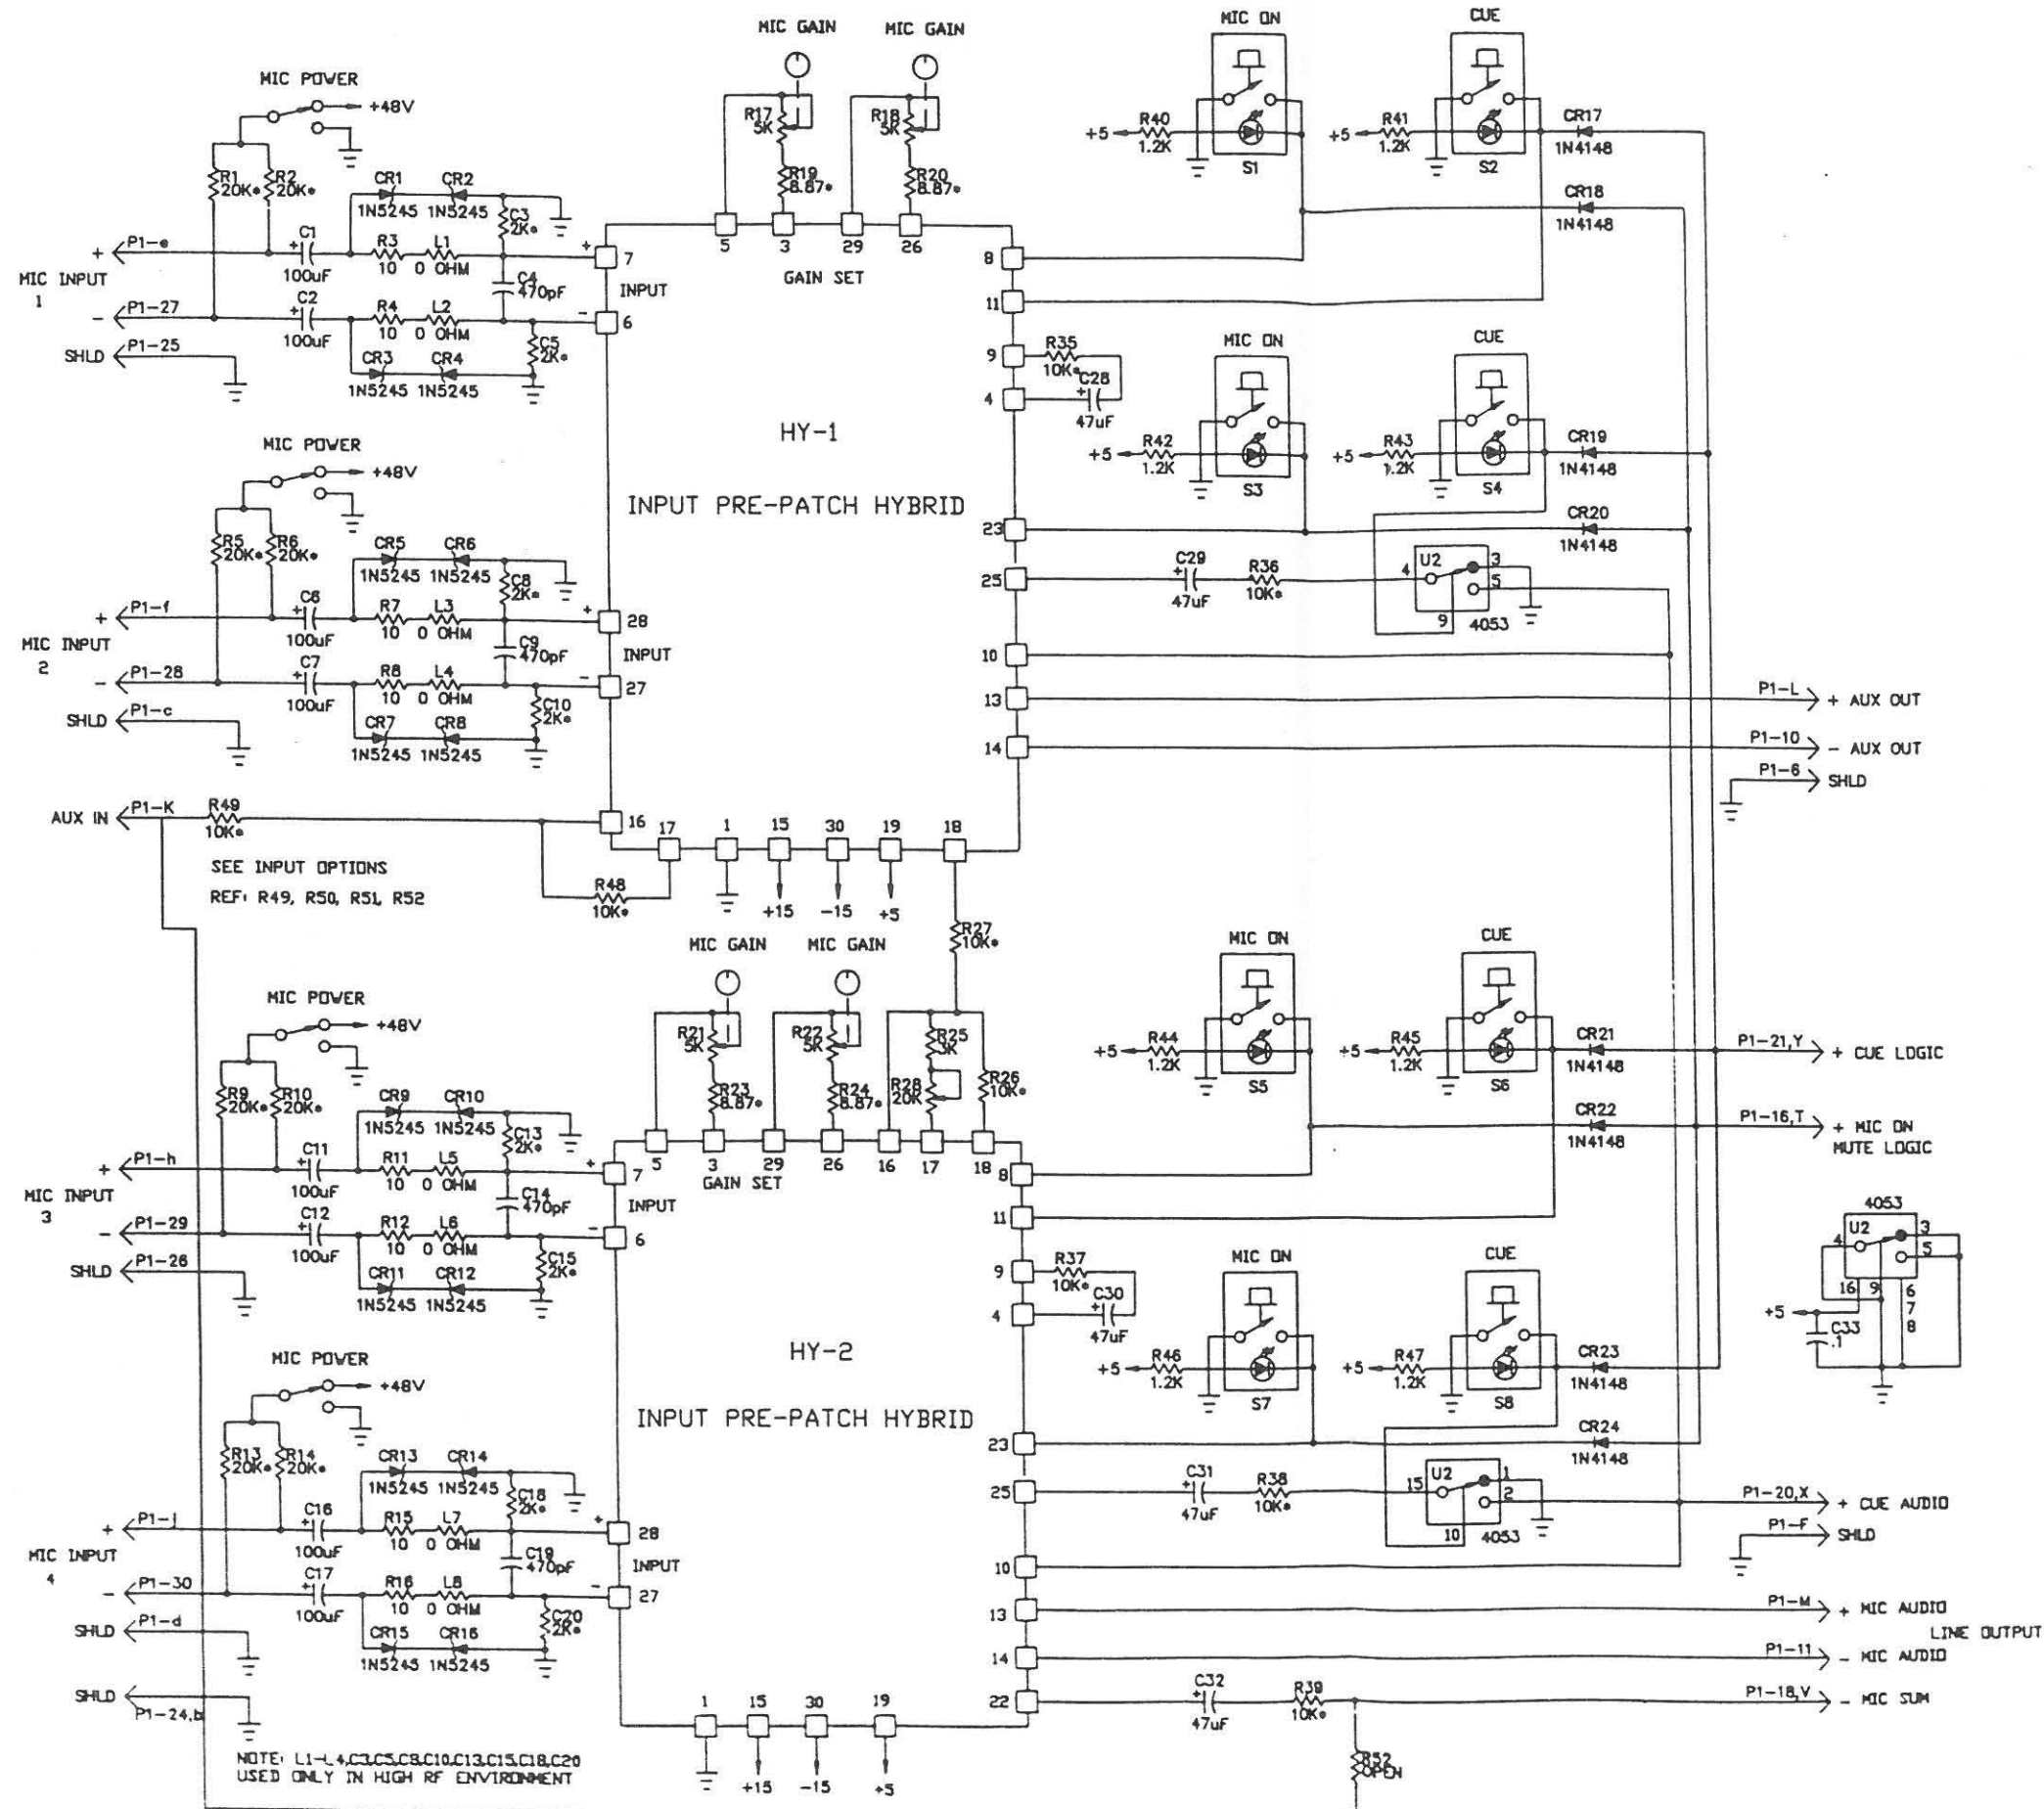 MIC POWER
+48V
R1
20K*
R2
20K*
CR1
1N5245
CR2
1N5245
C3
2K*
+
P1-e
C1
+
100uF
R3
10
L1
0 OHM
C4
470pF
MIC INPUT
1
-
P1-27
C2
+
100uF
R4
10
L2
0 OHM
C5
2K*
SHLD
P1-25
CR3
1N5245
CR4
1N5245
MIC POWER
+48V
R5
20K*
R6
20K*
CR5
1N5245
CR6
1N5245
C8
2K*
+
P1-f
C6
+
100uF
R7
10
L3
0 OHM
C9
470pF
MIC INPUT
2
-
P1-28
C7
+
100uF
R8
10
L4
0 OHM
C10
2K*
SHLD
P1-c
CR7
1N5245
CR8
1N5245
AUX IN
P1-K
R49
10K*
SEE INPUT OPTIONS
REF: R49, R50, R51, R52
R48
10K*
MIC GAIN
MIC GAIN
R17
5K
R18
5K
R19
8.87*
R20
8.87*
5
3
29
26
GAIN SET
+
7
INPUT
-
6
+
28
INPUT
-
27
16
17
1
15
30
19
18
+15
-15
+5
HY-1
INPUT PRE-PATCH HYBRID
8
11
9
4
23
25
10
13
14
R35
10K*
C28
+
47uF
MIC ON
CUE
+5
R40
1.2K
S1
+5
R41
1.2K
S2
CR17
1N4148
CR18
1N4148
MIC ON
CUE
+5
R42
1.2K
S3
+5
R43
1.2K
S4
CR19
1N4148
CR20
1N4148
C29
+
47uF
R36
10K*
4
U2
3
5
9
4053
P1-L
+ AUX OUT
P1-10
- AUX OUT
P1-6
SHLD
R27
10K*
MIC POWER
+48V
R9
20K*
R10
20K*
CR9
1N5245
CR10
1N5245
C13
2K*
+
P1-h
C11
+
100uF
R11
10
L5
0 OHM
C14
470pF
MIC INPUT
3
-
P1-29
C12
+
100uF
R12
10
L6
0 OHM
C15
2K*
SHLD
P1-26
CR11
1N5245
CR12
1N5245
MIC POWER
+48V
R13
20K*
R14
20K*
CR13
1N5245
CR14
1N5245
C18
2K*
+
P1-j
C16
+
100uF
R15
10
L7
0 OHM
C19
470pF
MIC INPUT
4
-
P1-30
C17
+
100uF
R16
10
L8
0 OHM
C20
2K*
SHLD
P1-d
CR15
1N5245
CR16
1N5245
SHLD
P1-24,b
NOTE: L1-L4,C3,C5,C8,C10,C13,C15,C18,C20
USED ONLY IN HIGH RF ENVIRONMENT
MIC GAIN
MIC GAIN
R21
5K
R22
5K
R25
3K
R23
8.87*
R24
8.87*
R28
20K
R26
10K*
5
3
29
26
16
17
18
GAIN SET
+
7
INPUT
-
6
+
28
INPUT
-
27
1
15
30
19
+15
-15
+5
HY-2
INPUT PRE-PATCH HYBRID
8
11
9
4
23
25
10
13
14
22
R37
10K*
C30
+
47uF
MIC ON
CUE
+5
R44
1.2K
S5
+5
R45
1.2K
S6
CR21
1N4148
CR22
1N4148
P1-21,Y
+ CUE LOGIC
P1-16,T
+ MIC ON
MUTE LOGIC
MIC ON
CUE
+5
R46
1.2K
S7
+5
R47
1.2K
S8
CR23
1N4148
CR24
1N4148
4053
4
U2
3
5
16
9
6
7
8
+5
C33
.1
C31
+
47uF
R38
10K*
15
U2
1
2
10
4053
P1-20,X
+ CUE AUDIO
P1-F
SHLD
P1-M
+ MIC AUDIO
LINE OUTPUT
P1-11
- MIC AUDIO
C32
+
47uF
R39
10K*
P1-18,V
- MIC SUM
R52
OPEN